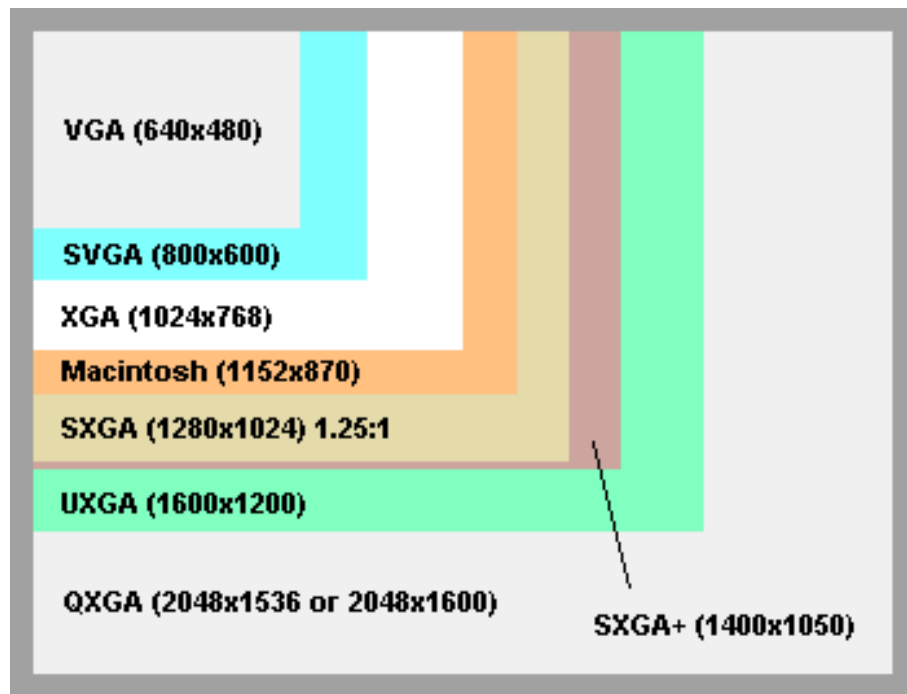 VGA (640x480)
SVGA (800x600)
XGA (1024x768)
Macintosh (1152x870)
SXGA (1280x1024) 1.25:1
UXGA (1600x1200)
QXGA (2048x1536 or 2048x1600)
SXGA+ (1400x1050)